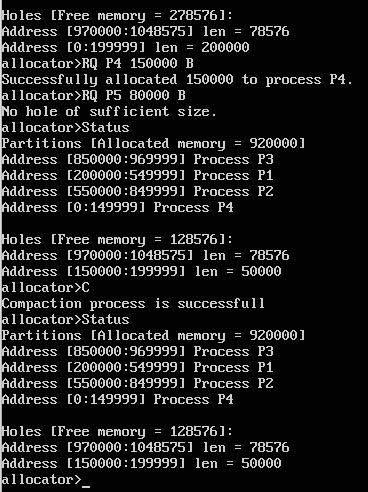 Holes [Free memory = 278576]:
Address [970000:1048575] len = 78576
Address [0:199999] len = 200000
allocator>RQ P4 150000 B
Successfully allocated 150000 to process P4.
allocator>RQ P5 80000 B
No hole of sufficient size.
allocator>Status
Partitions [Allocated memory = 920000]
Address [850000:969999] Process P3
Address [200000:549999] Process P1
Address [550000:849999] Process P2
Address [0:149999] Process P4
Holes [Free memory = 128576]:
Address [970000:1048575] len = 78576
Address [150000:199999] len = 50000
allocator>C
Compaction process is successfull
allocator>Status
Partitions [Allocated memory = 920000]
Address [850000:969999] Process P3
Address [200000:549999] Process P1
Address [550000:849999] Process P2
Address [0:149999] Process P4
Holes [Free memory = 128576]:
Address [970000:1048575] len = 78576
Address [150000:199999] len = 50000
allocator>_